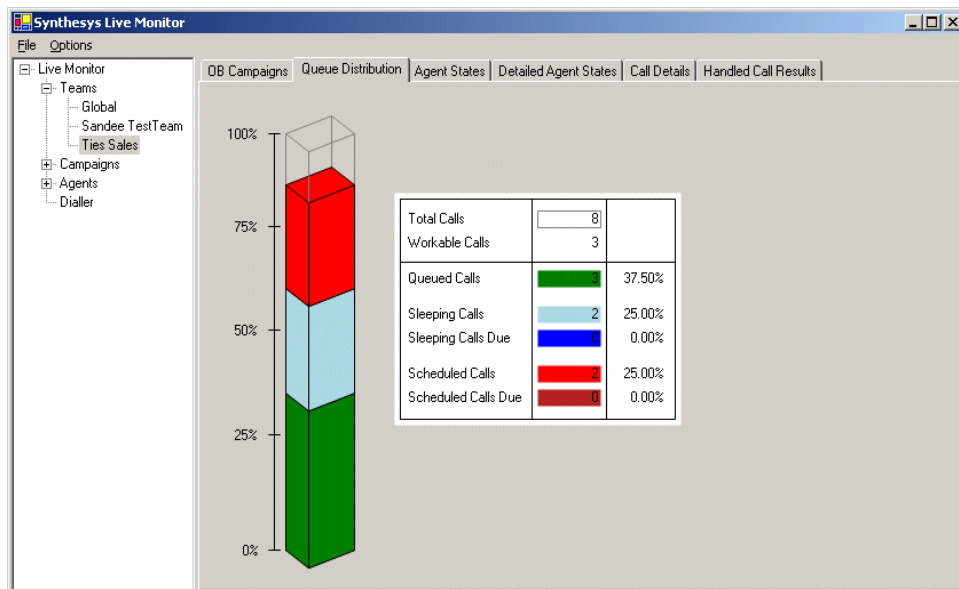 Synthesys Live Monitor
File Options
Live Monitor
Teams
Global
Sandee TestTeam
Ties Sales
Campaigns
Agents
Dialler
OB Campaigns Queue Distribution Agent States Detailed Agent States Call Details Handled Call Results
100%
75%
50%
25%
0%
Total Calls 8
Workable Calls 3
Queued Calls 3 37.50%
Sleeping Calls 2 25.00%
Sleeping Calls Due 0 0.00%
Scheduled Calls 2 25.00%
Scheduled Calls Due 0 0.00%